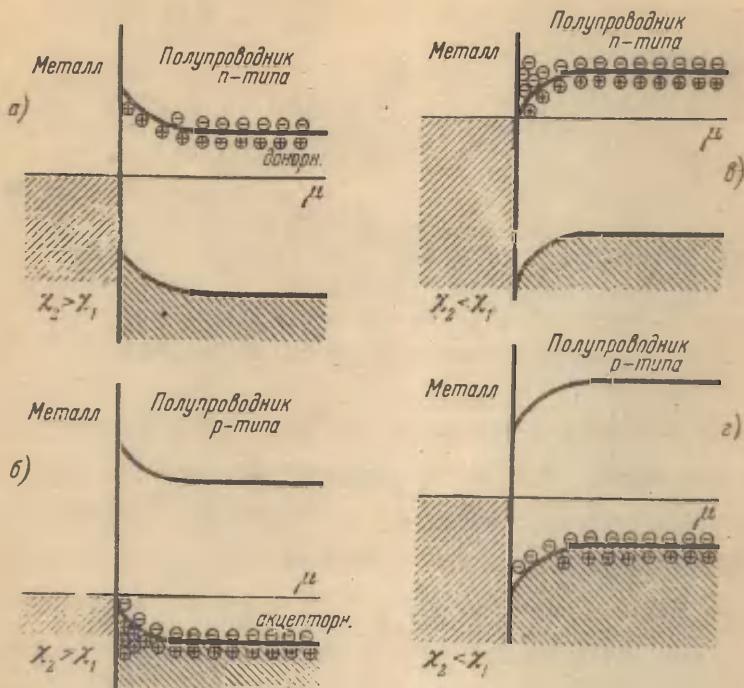 а)
Металл
Полупроводник
n-типа
донорн.
μ
χ₂>χ₁
в)
Металл
Полупроводник
n-типа
μ
χ₂<χ₁
б)
Металл
Полупроводник
p-типа
μ
акцепторн.
χ₂>χ₁
г)
Металл
Полупроводник
p-типа
μ
χ₂<χ₁